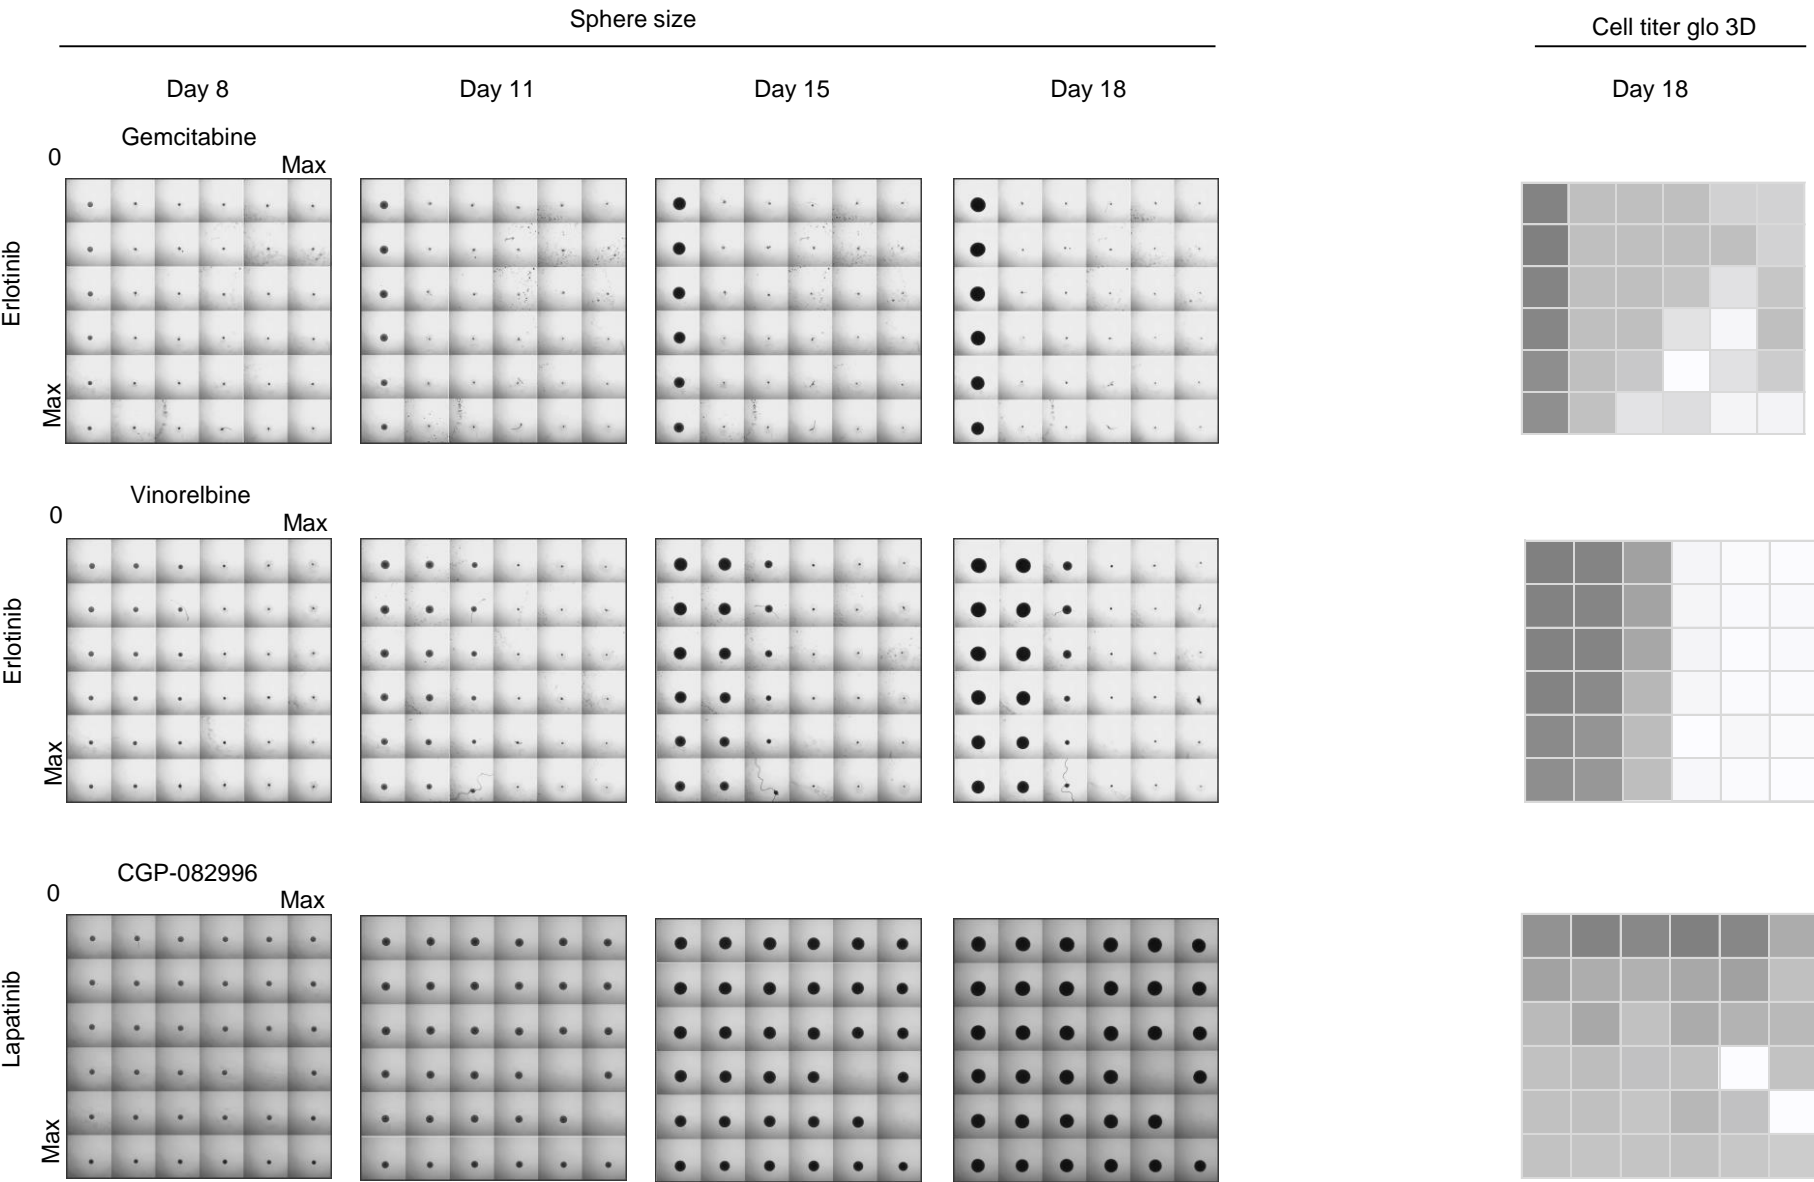 Sphere size
Cell titer glo 3D
Day 8
Day 11
Day 15
Day 18
Day 18
Gemcitabine
0
Max
Erlotinib
Max
Vinorelbine
0
Max
Erlotinib
Max
CGP-082996
0
Max
Lapatinib
Max